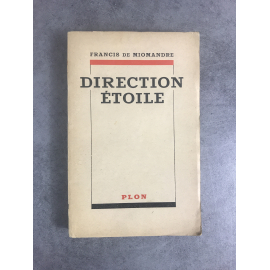 FRANCIS DE MIOMANDRE
DIRECTION
ÉTOILE
PLON